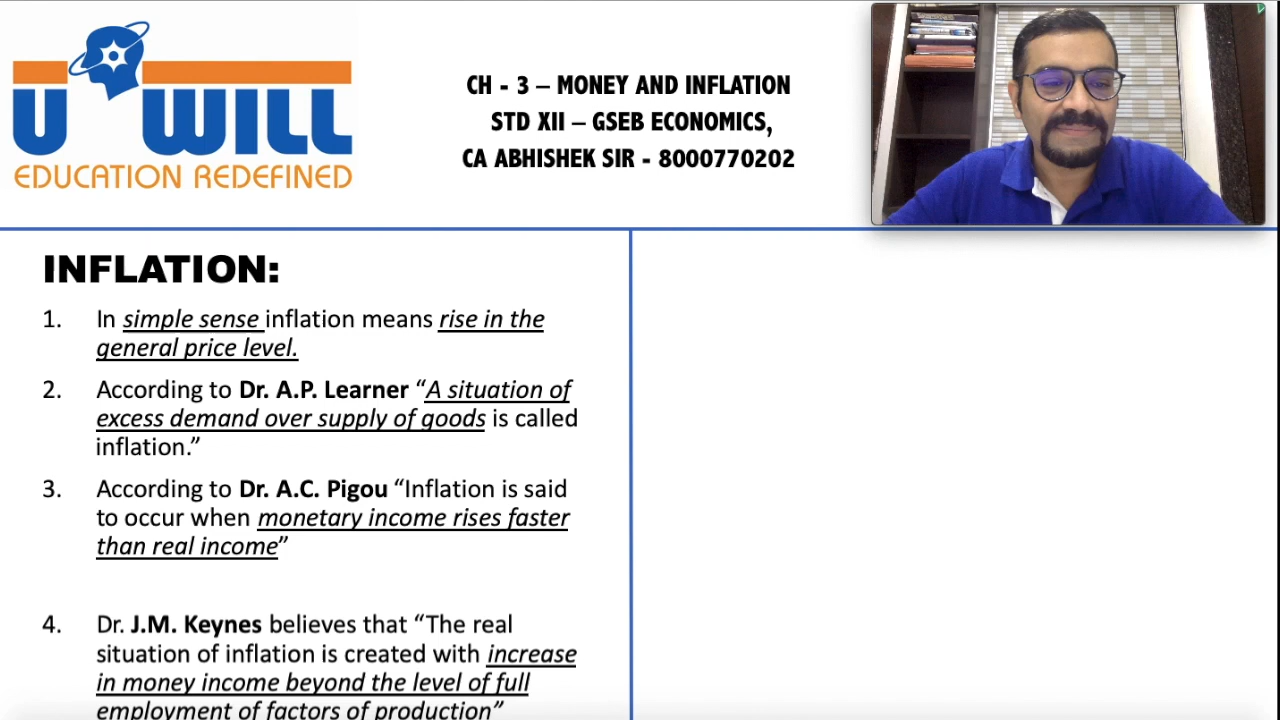 U WILL
EDUCATION REDEFINED
CH - 3 – MONEY AND INFLATION
STD XII – GSEB ECONOMICS,
CA ABHISHEK SIR - 8000770202
INFLATION:
1. In simple sense inflation means rise in the
general price level.
2. According to Dr. A.P. Learner “A situation of
excess demand over supply of goods is called
inflation.”
3. According to Dr. A.C. Pigou “Inflation is said
to occur when monetary income rises faster
than real income”
4. Dr. J.M. Keynes believes that “The real
situation of inflation is created with increase
in money income beyond the level of full
employment of factors of production”